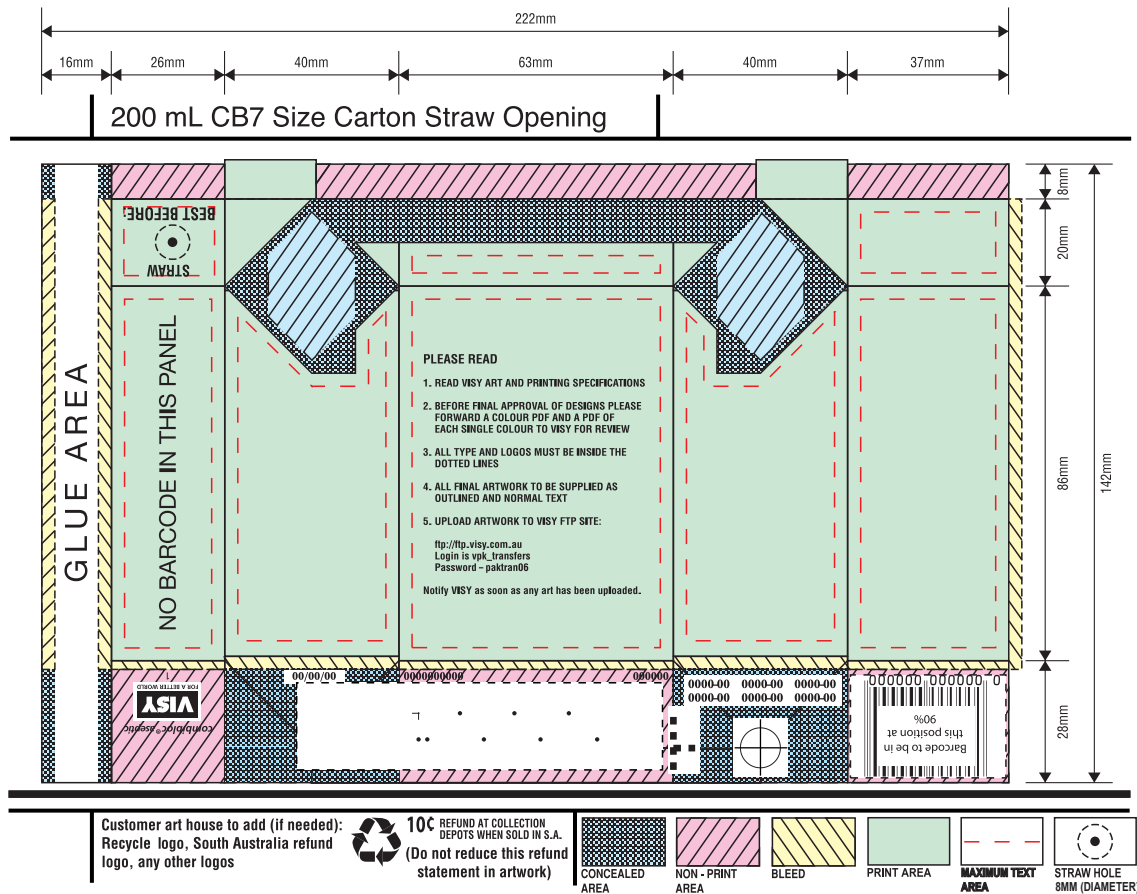 222mm
16mm
26mm
40mm
63mm
40mm
37mm
200 mL CB7 Size Carton Straw Opening
8mm
20mm
86mm
142mm
28mm
BEST BEFORE:
STRAW
GLUE AREA
NO BARCODE IN THIS PANEL
PLEASE READ
1. READ VISY ART AND PRINTING SPECIFICATIONS
2. BEFORE FINAL APPROVAL OF DESIGNS PLEASE
FORWARD A COLOUR PDF AND A PDF OF
EACH SINGLE COLOUR TO VISY FOR REVIEW
3. ALL TYPE AND LOGOS MUST BE INSIDE THE
DOTTED LINES
4. ALL FINAL ARTWORK TO BE SUPPLIED AS
OUTLINED AND NORMAL TEXT
5. UPLOAD ARTWORK TO VISY FTP SITE:
ftp://ftp.visy.com.au
Login is vpk_transfers
Password – paktran06
Notify VISY as soon as any art has been uploaded.
combibloc® aseptic
VISY
FOR A BETTER WORLD
00/00/00
0000000000
000000
0000-00 0000-00 0000-00
0000-00 0000-00 0000-00
000000 000000 0
Barcode to be in
this position at
90%
Customer art house to add (if needed):
Recycle logo, South Australia refund
logo, any other logos
10¢ REFUND AT COLLECTION
DEPOTS WHEN SOLD IN S.A.
(Do not reduce this refund
statement in artwork)
CONCEALED
AREA
NON - PRINT
AREA
BLEED
PRINT AREA
MAXIMUM TEXT
AREA
STRAW HOLE
8MM (DIAMETER)